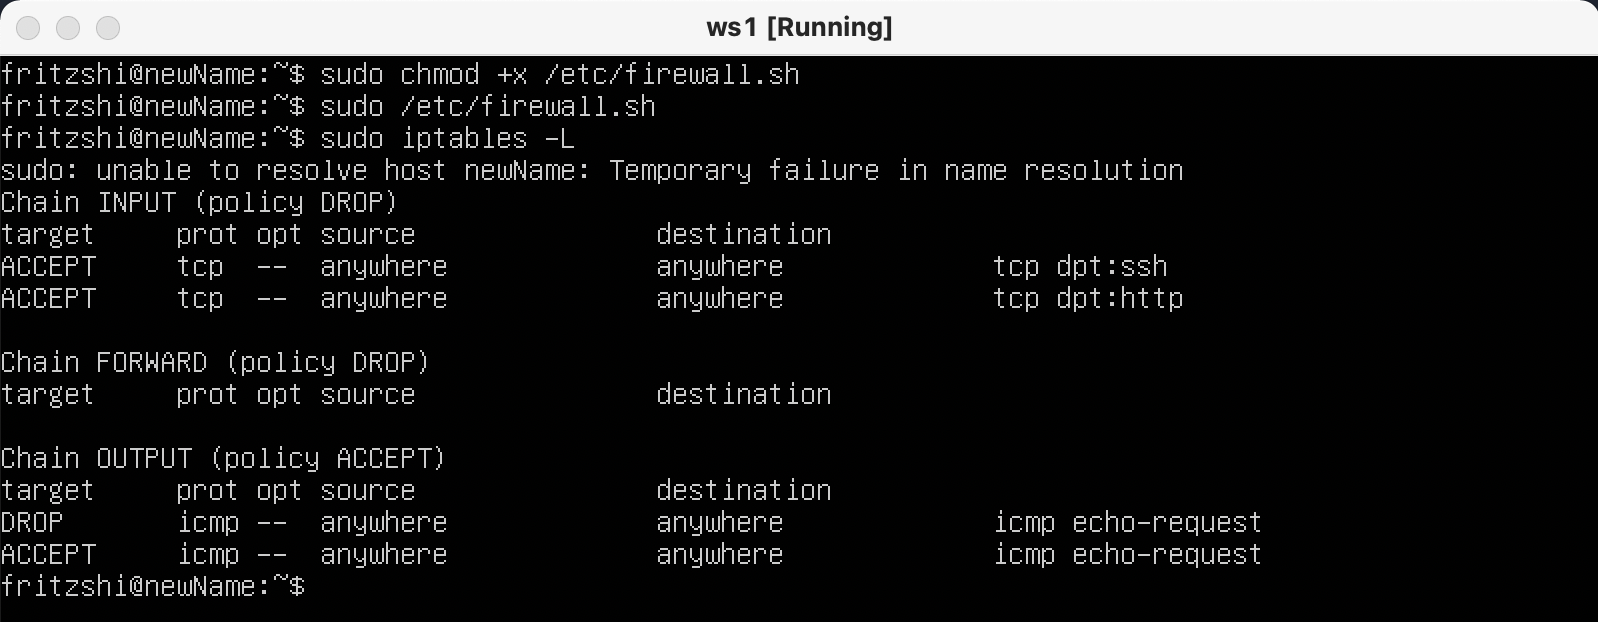 ws1 [Running]
fritzshi@newName:~$ sudo chmod +x /etc/firewall.sh
fritzshi@newName:~$ sudo /etc/firewall.sh
fritzshi@newName:~$ sudo iptables -L
sudo: unable to resolve host newName: Temporary failure in name resolution
Chain INPUT (policy DROP)
target     prot opt source               destination
ACCEPT     tcp  --  anywhere             anywhere             tcp dpt:ssh
ACCEPT     tcp  --  anywhere             anywhere             tcp dpt:http
Chain FORWARD (policy DROP)
target     prot opt source               destination
Chain OUTPUT (policy ACCEPT)
target     prot opt source               destination
DROP       icmp --  anywhere             anywhere             icmp echo-request
ACCEPT     icmp --  anywhere             anywhere             icmp echo-request
fritzshi@newName:~$